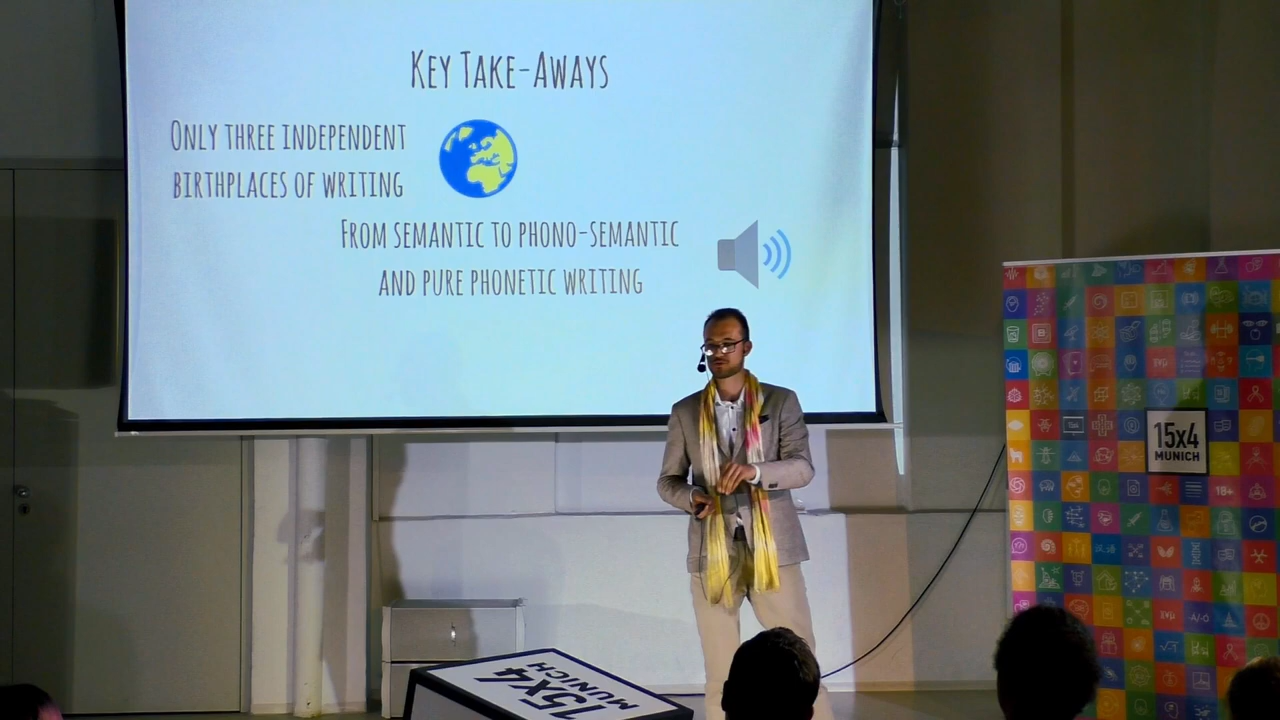 KEY TAKE-AWAYS
ONLY THREE INDEPENDENT
BIRTHPLACES OF WRITING
FROM SEMANTIC TO PHONO-SEMANTIC
AND PURE PHONETIC WRITING
15x4
MUNICH
18+
15x4
MUNICH